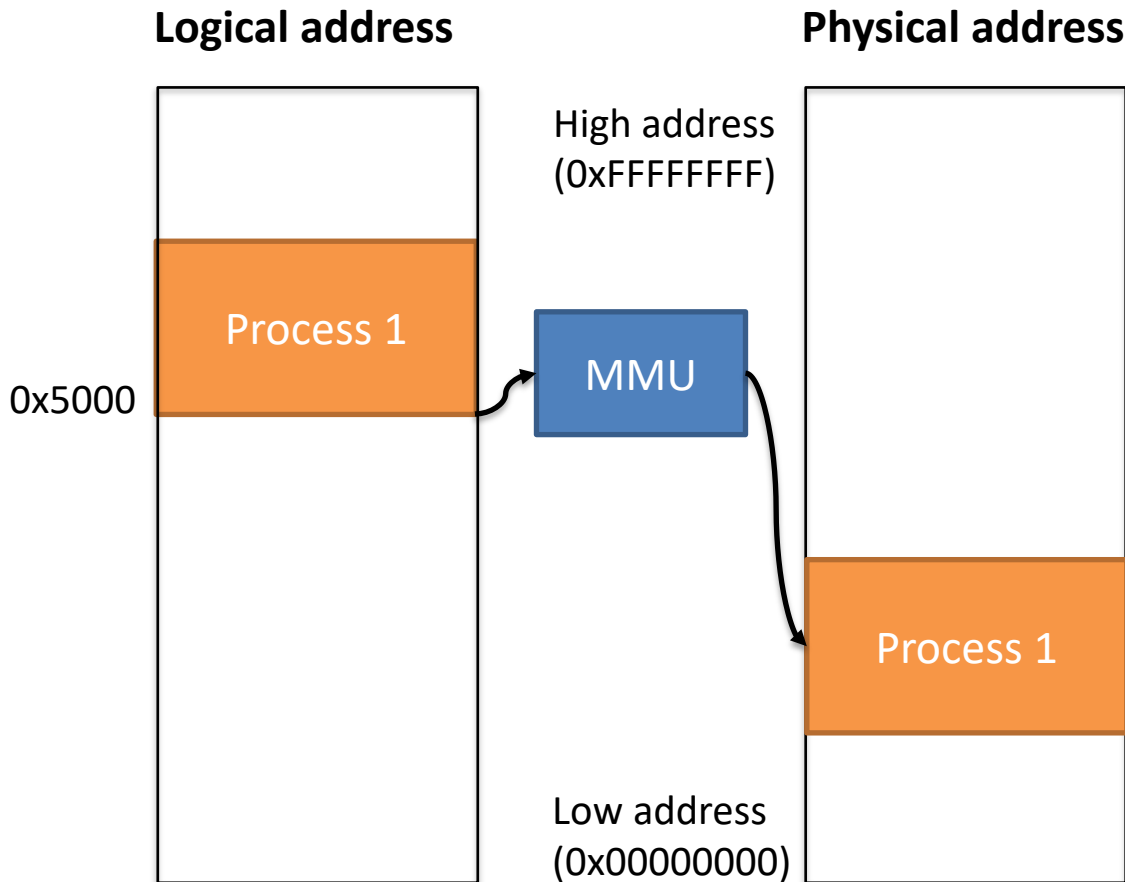 Logical address
Physical address
High address
(0xFFFFFFFF)
Process 1
MMU
0x5000
Process 1
Low address
(0x00000000)